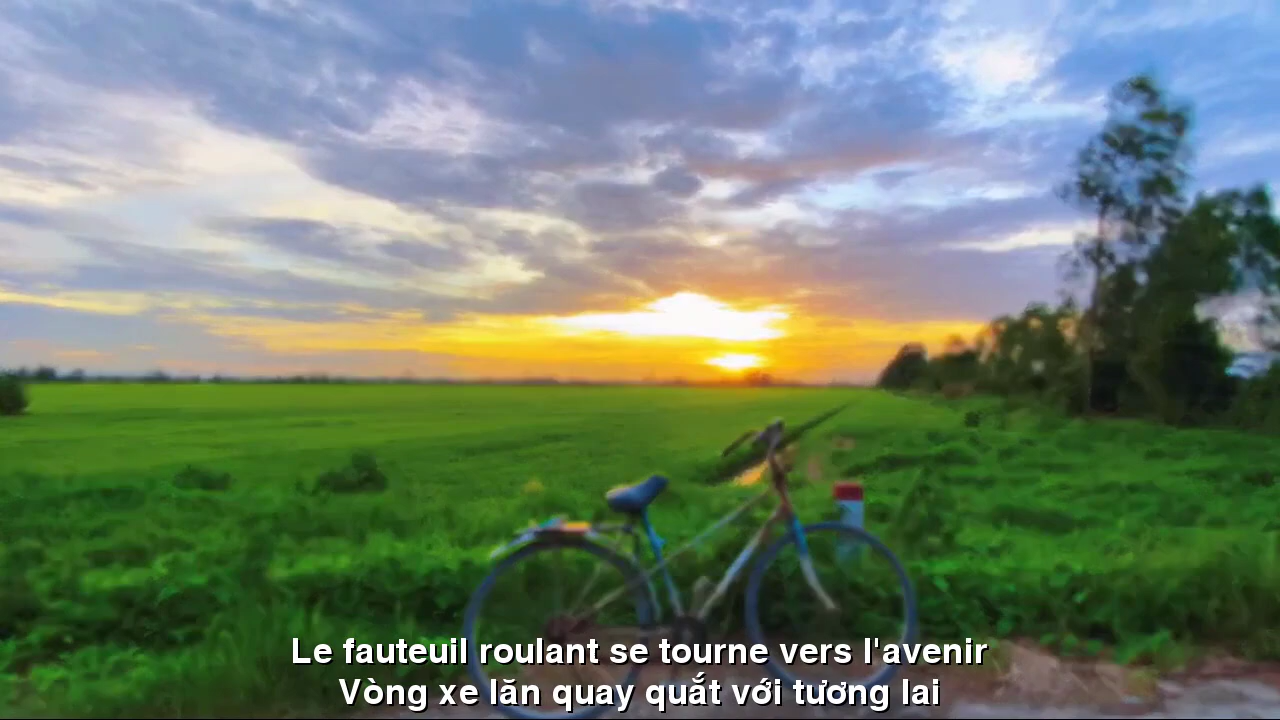 Le fauteuil roulant se tourne vers l'avenir
Vòng xe lăn quay quắt với tương lai